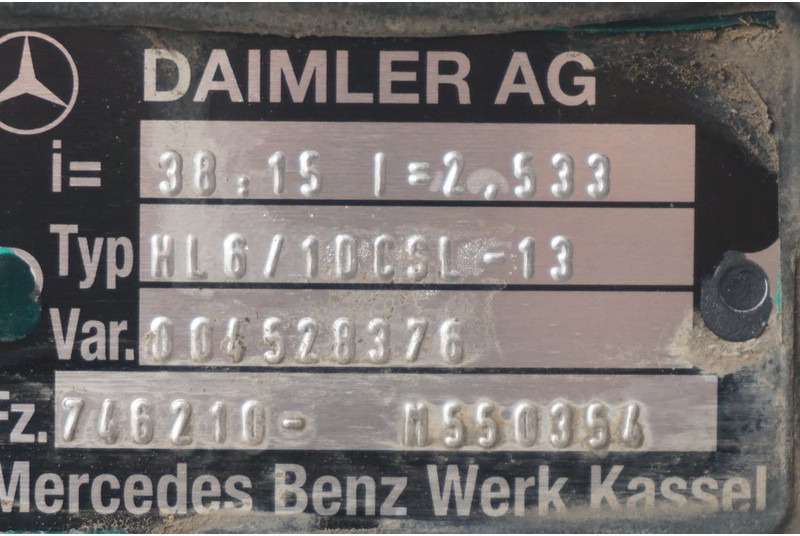 DAIMLER AG
i= 38:15 I=2,533
Typ HL6/1DCSL-13
Var. 004528376
Fz. 746210- M550354
Mercedes Benz Werk Kassel